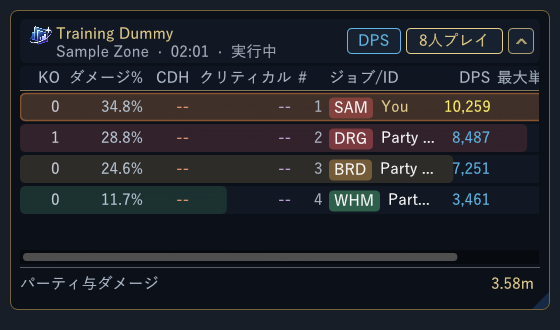 Training Dummy
Sample Zone · 02:01 · 実行中
DPS
8人プレイ
KO ダメージ% CDH クリティカル # ジョブ/ID DPS 最大単
0 34.8% -- -- 1 SAM You 10,259
1 28.8% -- -- 2 DRG Party ... 8,487
0 24.6% -- -- 3 BRD Party ... 7,251
0 11.7% -- -- 4 WHM Part... 3,461
パーティ与ダメージ 3.58m